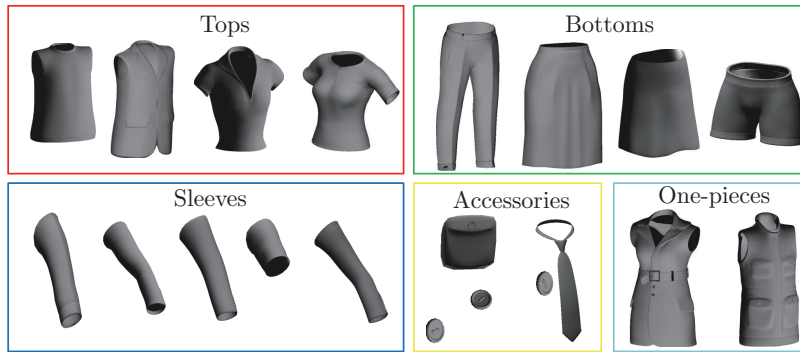 Tops
Bottoms
Sleeves
Accessories
One-pieces